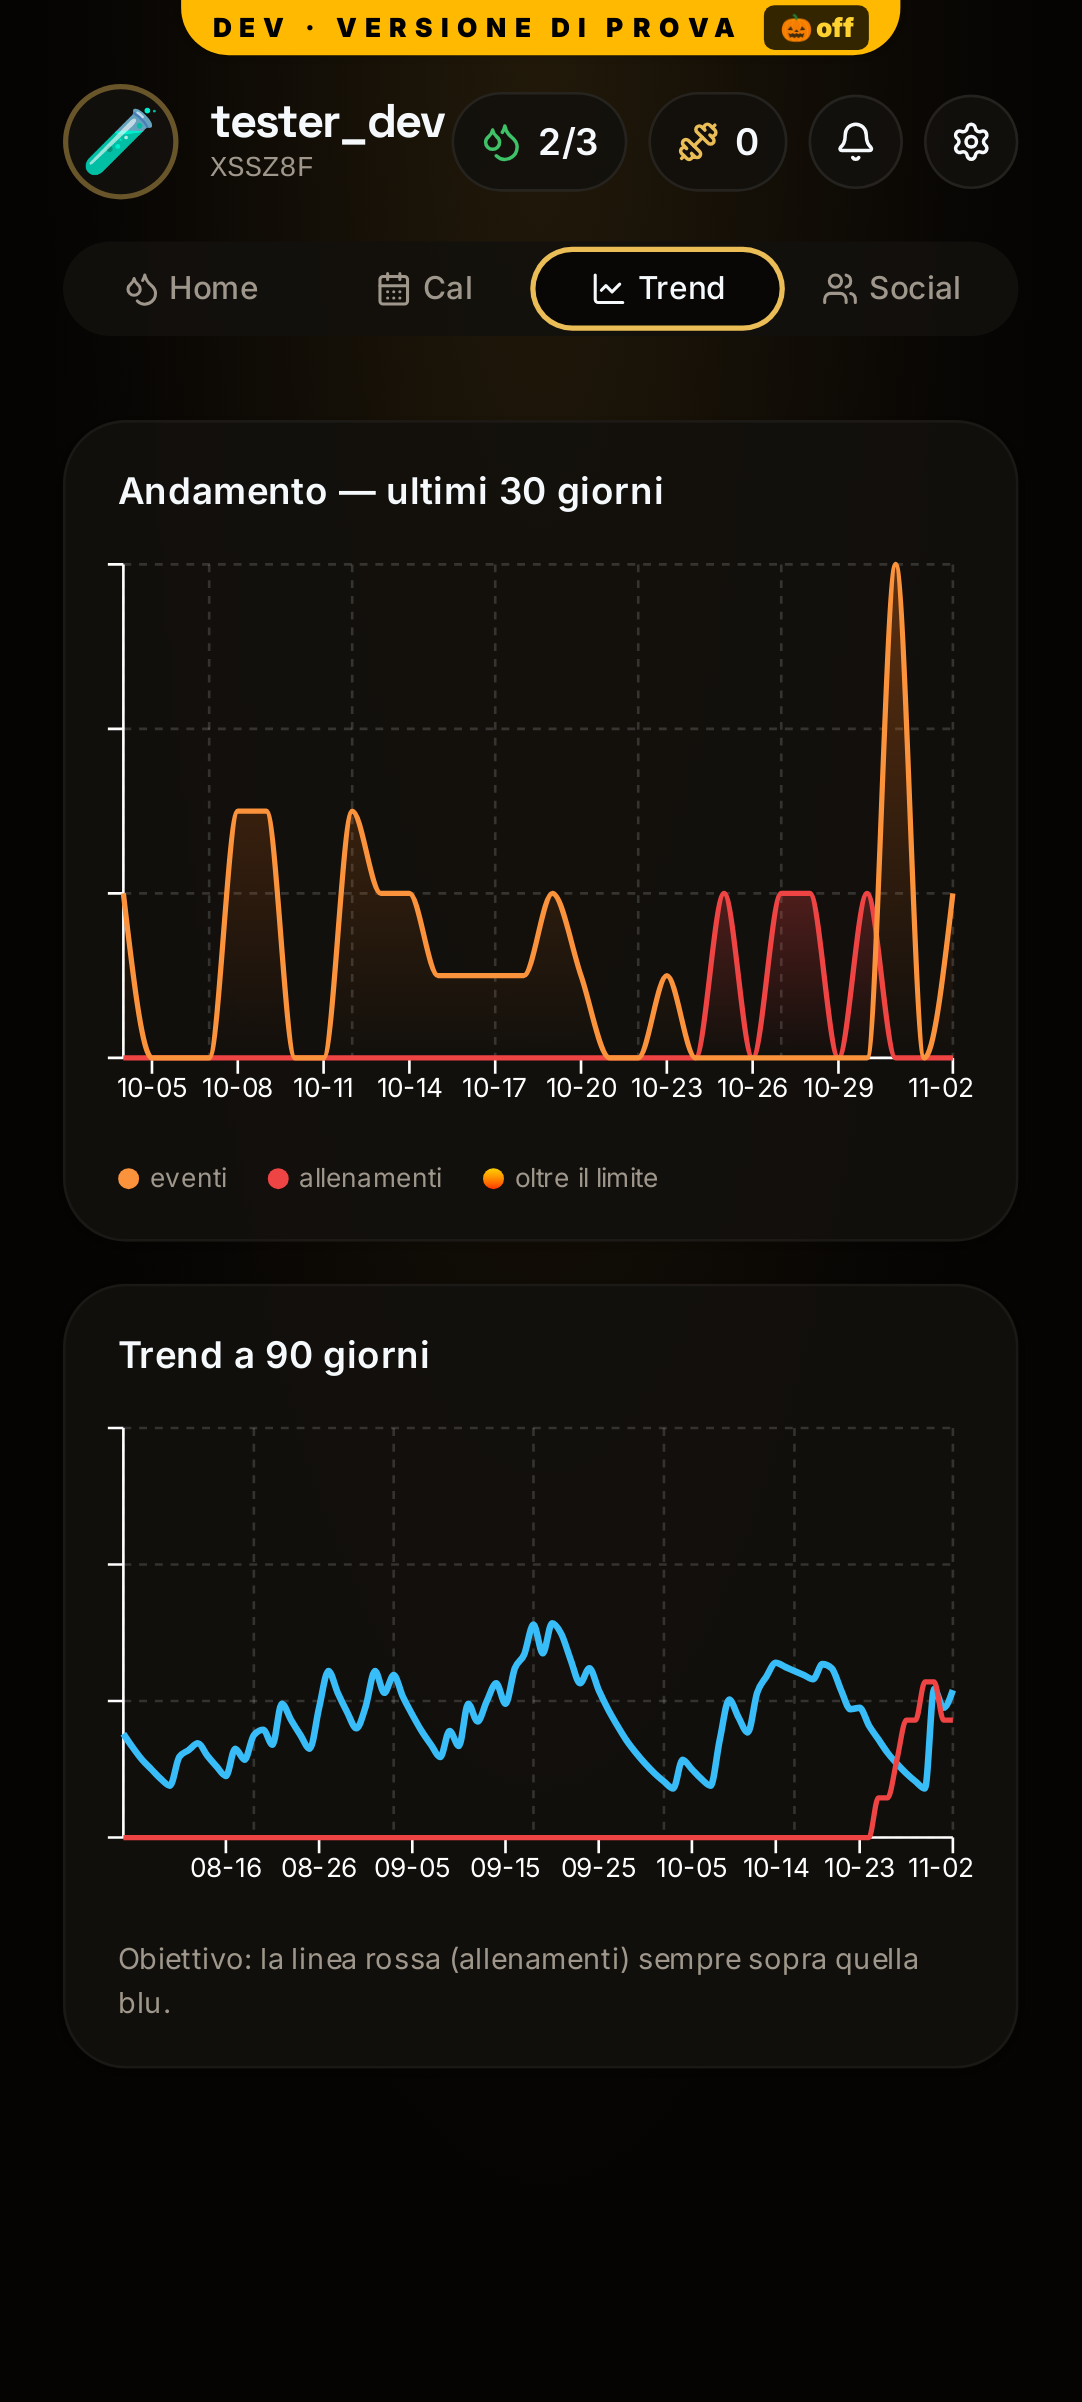 DEV · VERSIONE DI PROVA 🎃 off
tester_dev
XSSZ8F
2/3
0
Home Cal Trend Social
Andamento — ultimi 30 giorni
10-05 10-08 10-11 10-14 10-17 10-20 10-23 10-26 10-29 11-02
eventi allenamenti oltre il limite
Trend a 90 giorni
08-16 08-26 09-05 09-15 09-25 10-05 10-14 10-23 11-02
Obiettivo: la linea rossa (allenamenti) sempre sopra quella
blu.